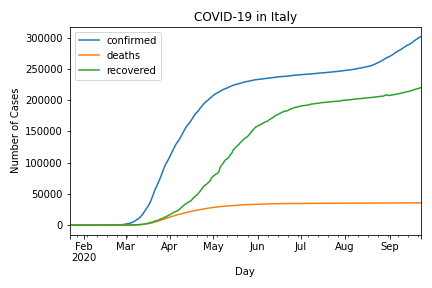 COVID-19 in Italy
confirmed
deaths
recovered
300000
250000
200000
150000
100000
50000
0
Number of Cases
Feb Mar Apr May Jun Jul Aug Sep
2020
Day